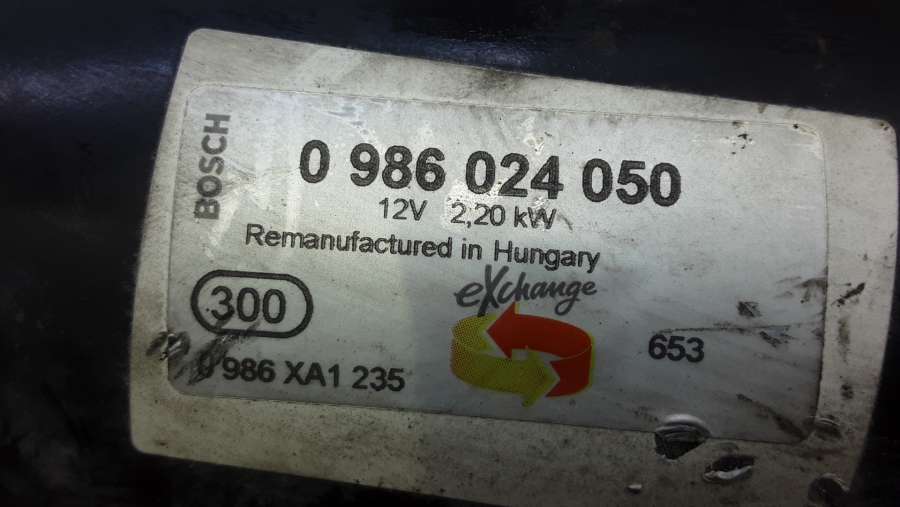 BOSCH
0 986 024 050
12V 2,20 kW
Remanufactured in Hungary
eXchange
300
653
0 986 XA1 235